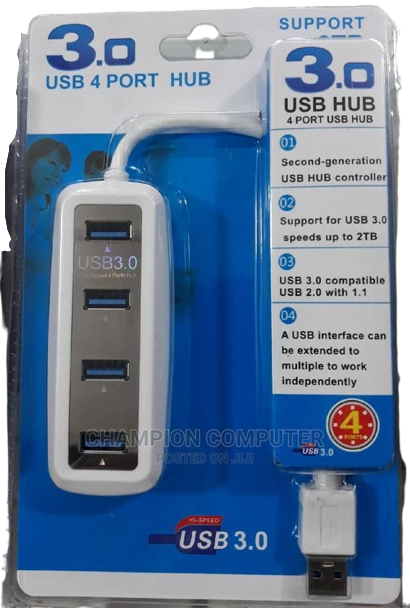 3.0
USB 4 PORT HUB
SUPPORT
3.0
USB HUB
4 PORT USB HUB
01
Second-generation
USB HUB controller
02
Support for USB 3.0
speeds up to 2TB
03
USB 3.0 compatible
USB 2.0 with 1.1
04
A USB interface can
be extended to
multiple to work
independently
4
PORTS
USB 3.0
USB3.0
CHAMPION COMPUTER
POSTED ON JIJI
HI-SPEED
USB 3.0